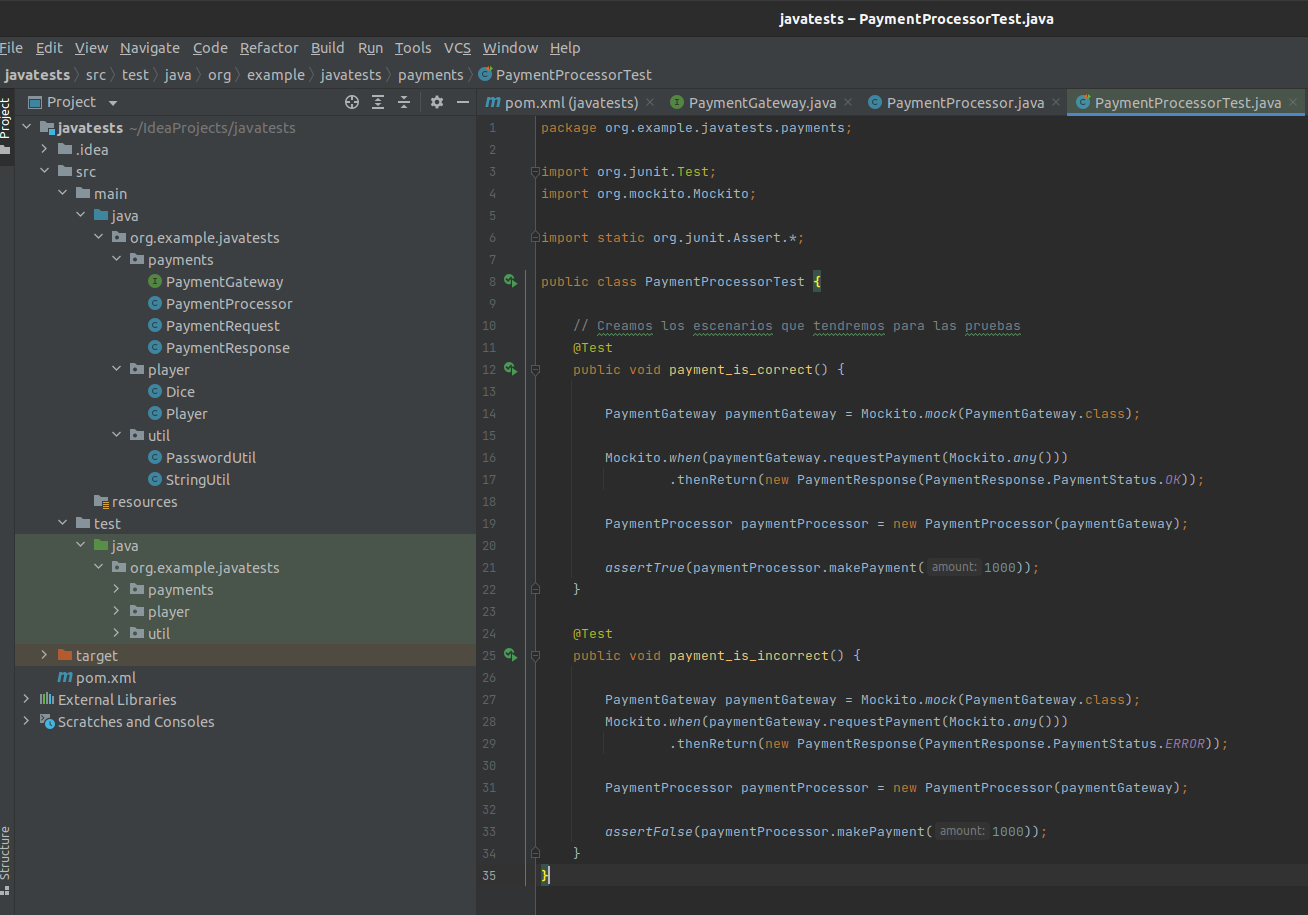 javatests – PaymentProcessorTest.java
File Edit View Navigate Code Refactor Build Run Tools VCS Window Help
javatests src test java org example javatests payments PaymentProcessorTest
Project
Project
pom.xml (javatests) PaymentGateway.java PaymentProcessor.java PaymentProcessorTest.java
javatests ~/IdeaProjects/javatests
.idea
src
main
java
org.example.javatests
payments
PaymentGateway
PaymentProcessor
PaymentRequest
PaymentResponse
player
Dice
Player
util
PasswordUtil
StringUtil
resources
test
java
org.example.javatests
payments
player
util
target
pom.xml
External Libraries
Scratches and Consoles
Structure
1 package org.example.javatests.payments;
2
3 import org.junit.Test;
4 import org.mockito.Mockito;
5
6 import static org.junit.Assert.*;
7
8 public class PaymentProcessorTest {
9
10 // Creamos los escenarios que tendremos para las pruebas
11 @Test
12 public void payment_is_correct() {
13
14 PaymentGateway paymentGateway = Mockito.mock(PaymentGateway.class);
15
16 Mockito.when(paymentGateway.requestPayment(Mockito.any()))
17 .thenReturn(new PaymentResponse(PaymentResponse.PaymentStatus.OK));
18
19 PaymentProcessor paymentProcessor = new PaymentProcessor(paymentGateway);
20
21 assertTrue(paymentProcessor.makePayment( amount: 1000));
22 }
23
24 @Test
25 public void payment_is_incorrect() {
26
27 PaymentGateway paymentGateway = Mockito.mock(PaymentGateway.class);
28 Mockito.when(paymentGateway.requestPayment(Mockito.any()))
29 .thenReturn(new PaymentResponse(PaymentResponse.PaymentStatus.ERROR));
30
31 PaymentProcessor paymentProcessor = new PaymentProcessor(paymentGateway);
32
33 assertFalse(paymentProcessor.makePayment( amount: 1000));
34 }
35 }